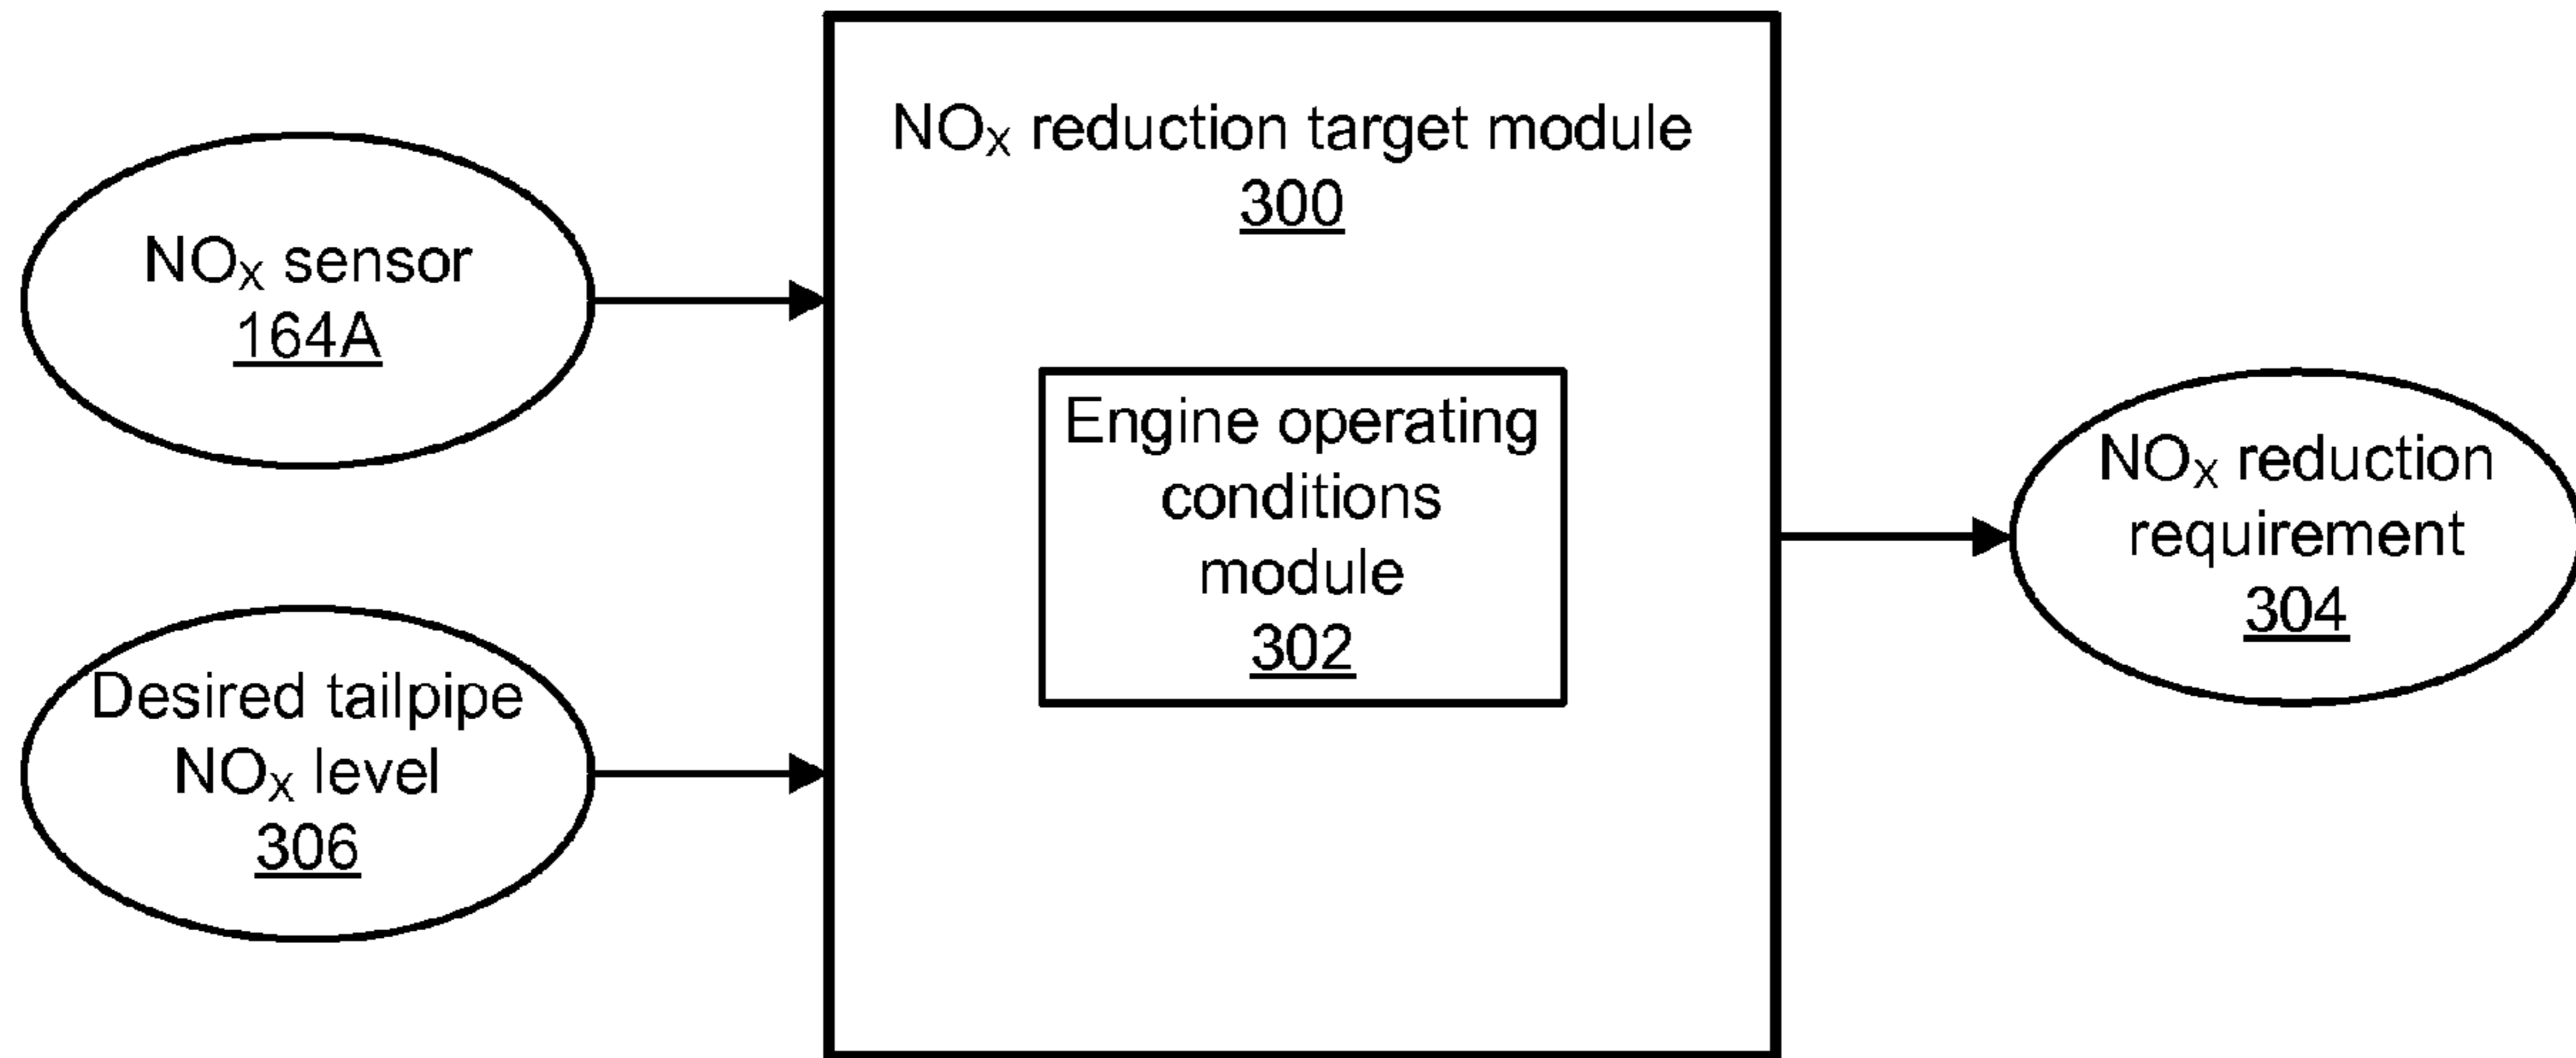 NOX sensor
164A
Desired tailpipe
NOX level
306
NOX reduction target module
300
Engine operating
conditions
module
302
NOX reduction
requirement
304